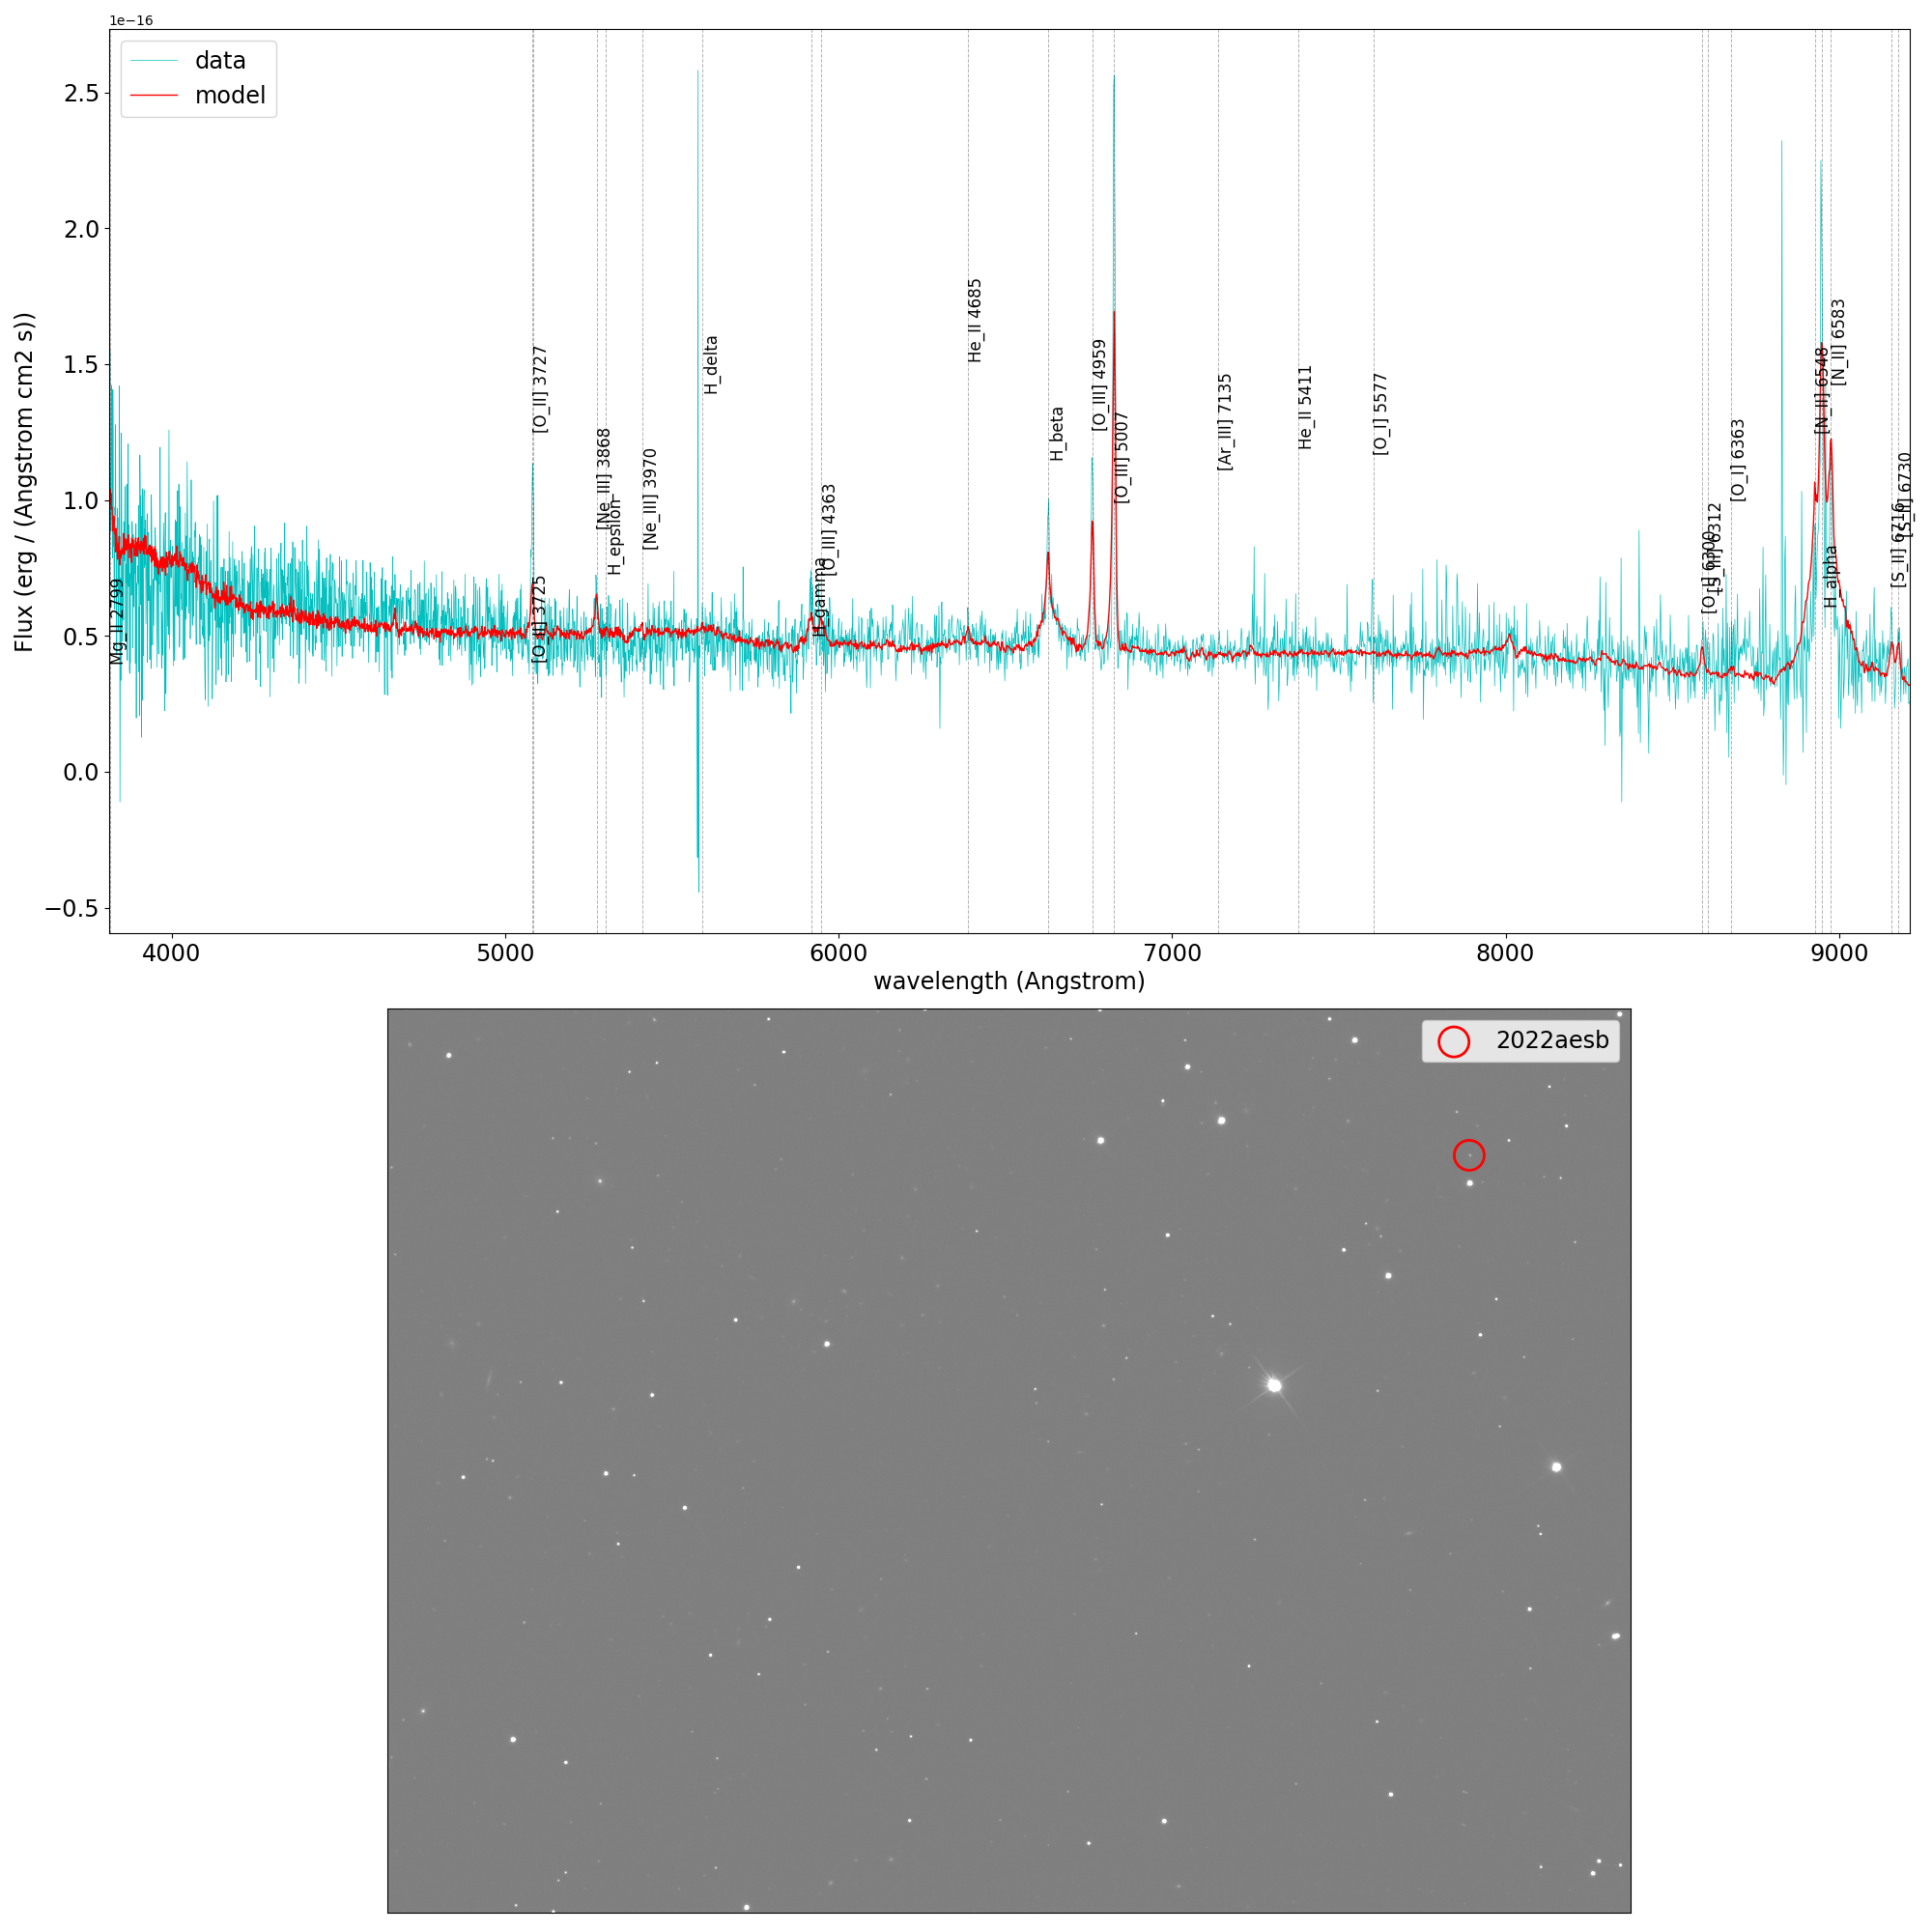 1e−16
data
model
Flux (erg / (Angstrom cm2 s))
2.5
2.0
1.5
1.0
0.5
0.0
−0.5
Mg_II 2799
[O_II] 3727
[O_II] 3725
[Ne_III] 3868
H_epsilon
[Ne_III] 3970
H_delta
H_gamma
[O_III] 4363
He_II 4685
H_beta
[O_III] 4959
[O_III] 5007
[Ar_III] 7135
He_II 5411
[O_I] 5577
[O_I] 6300
[S_III] 6312
[O_I] 6363
[N_II] 6548
H_alpha
[N_II] 6583
[S_II] 6716
[S_II] 6730
4000 5000 6000 7000 8000 9000
wavelength (Angstrom)
2022aesb